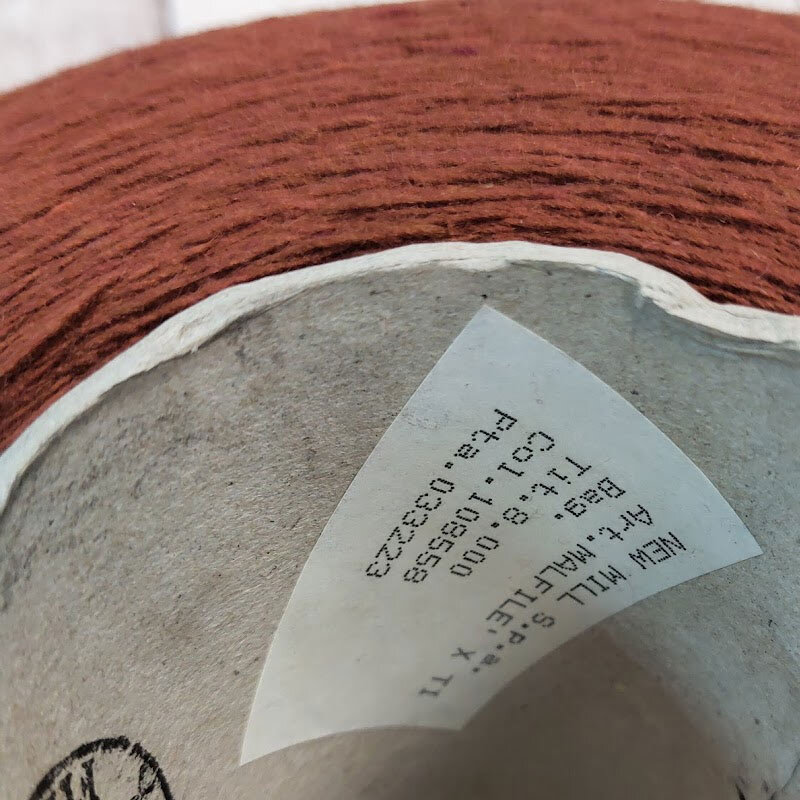 NEW MILL S.p.a.
Art.MALFILE' X TI
Bag.
Tit.8.000
Col.108558
Pta.033223